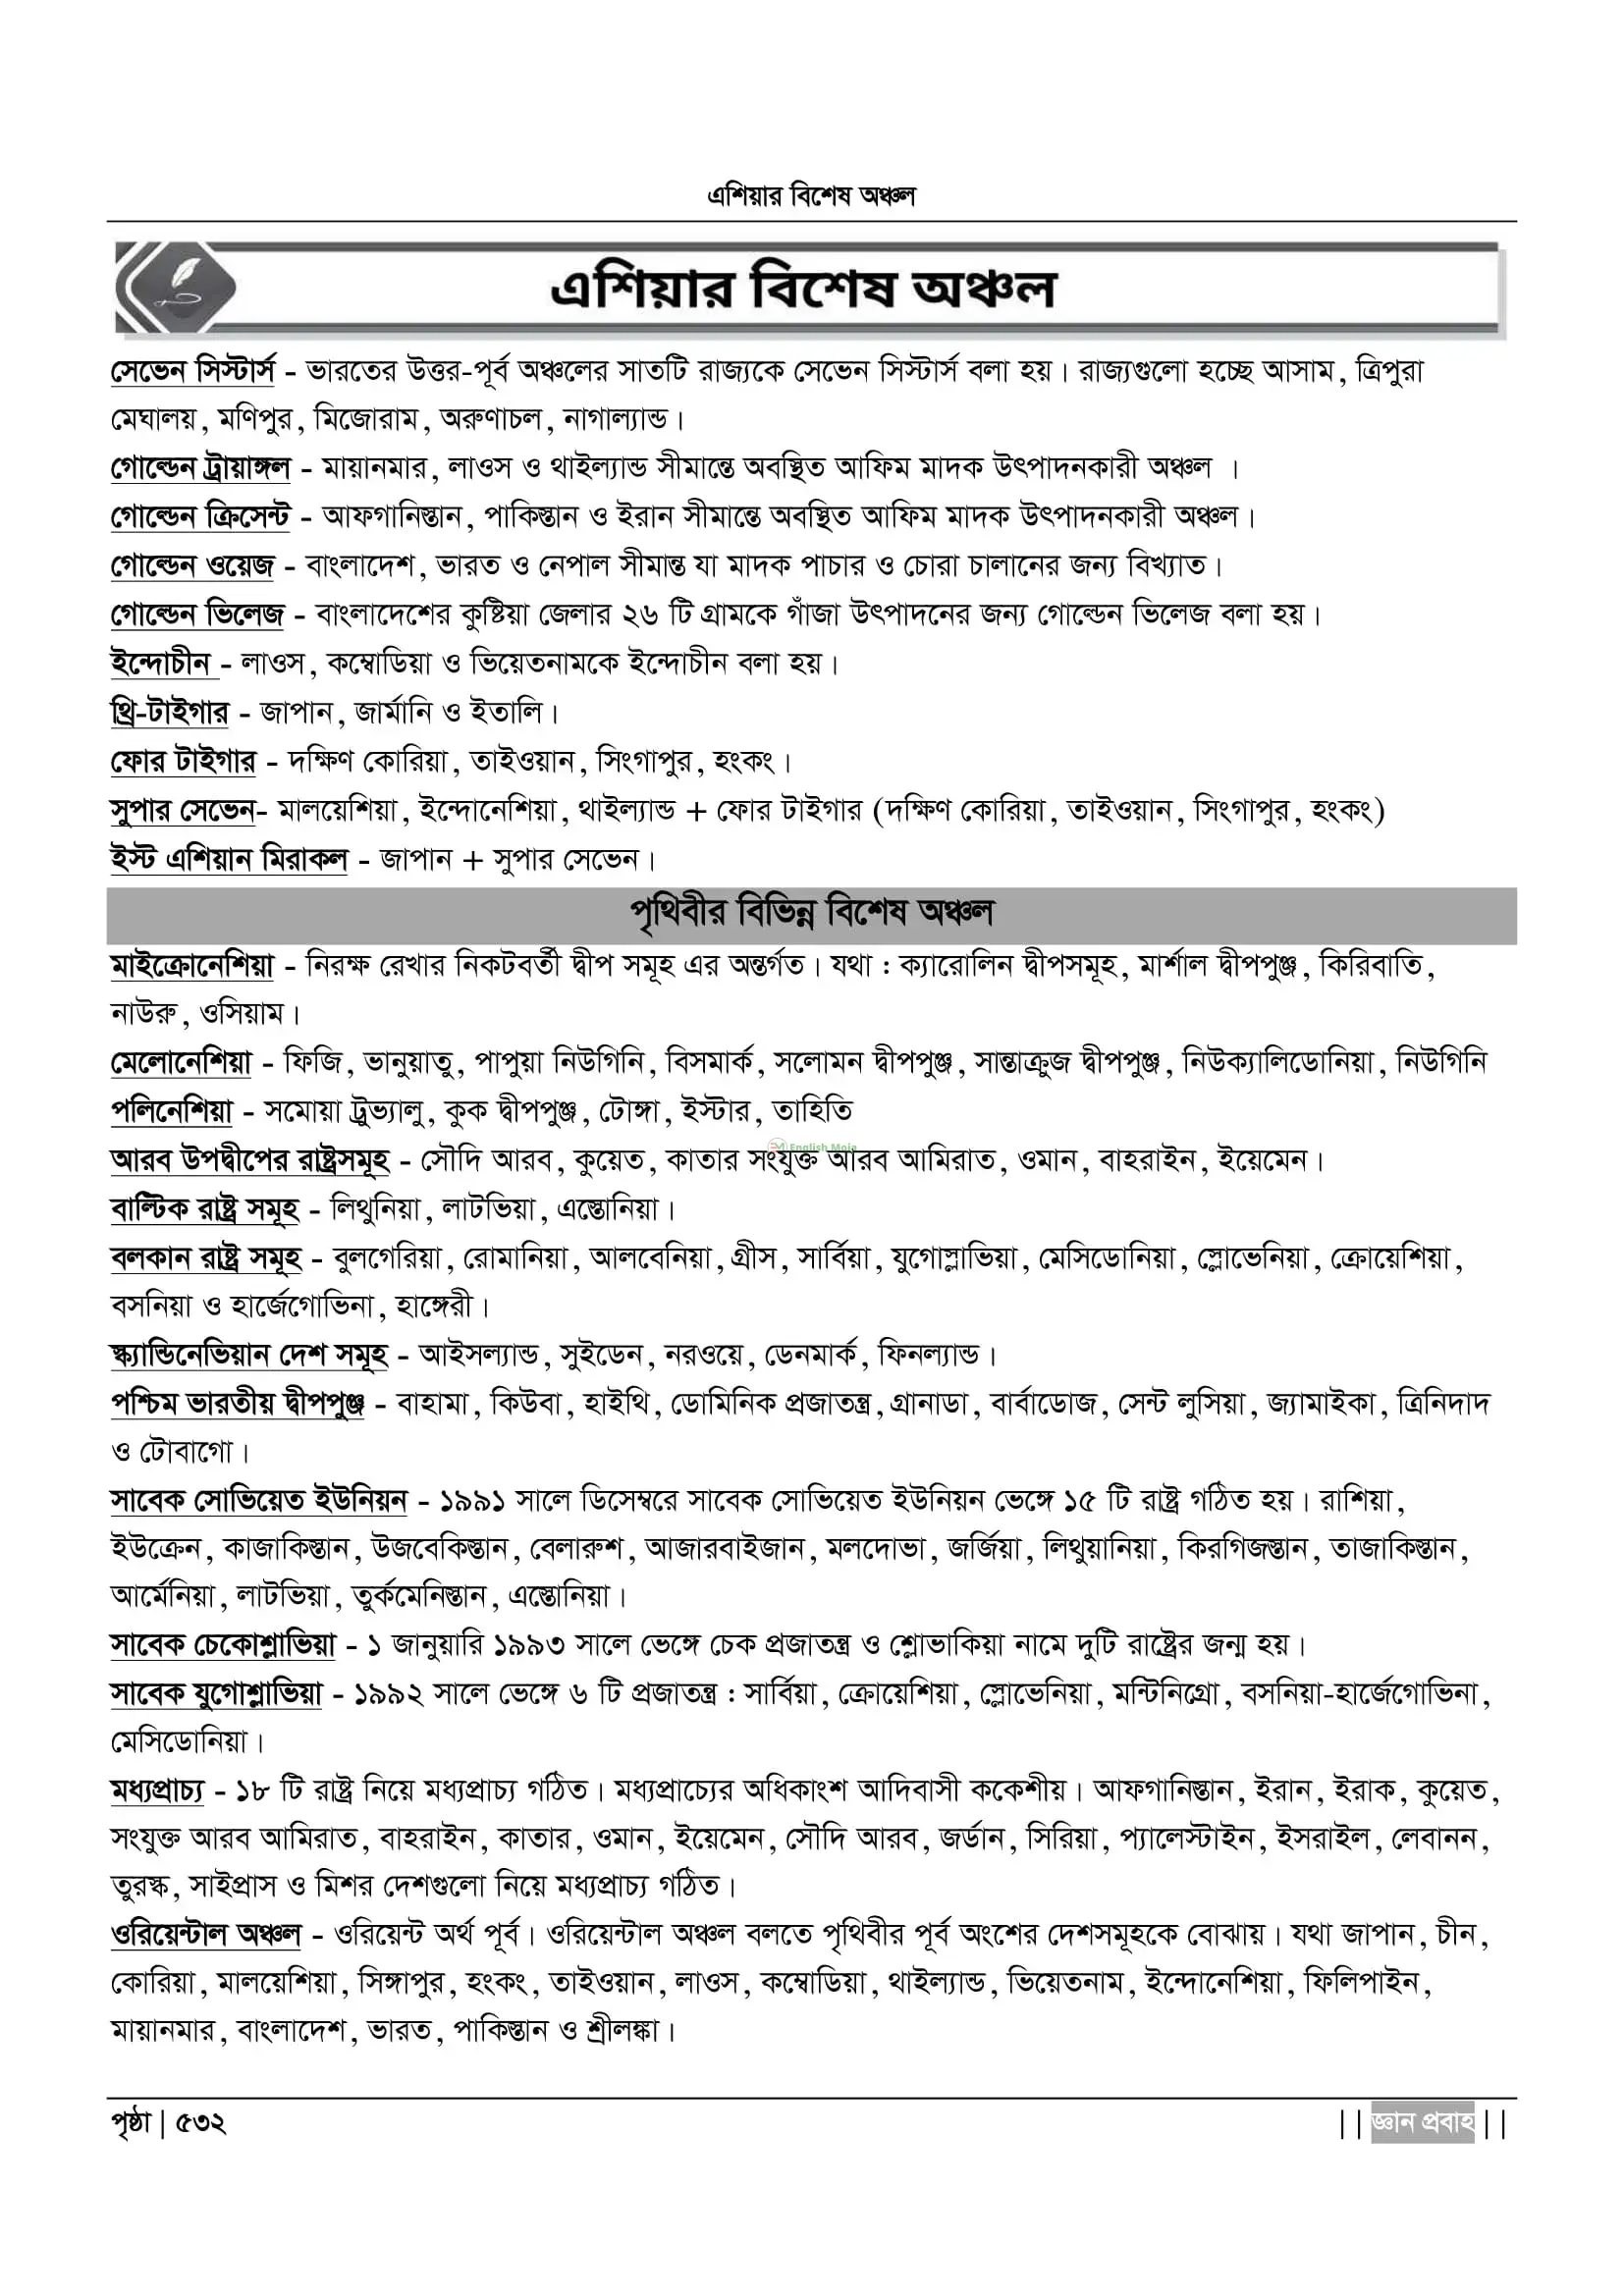 এশিয়ার বিশেষ অঞ্চল
এশিয়ার বিশেষ অঞ্চল
সেভেন সিস্টার্স - ভারতের উত্তর-পূর্ব অঞ্চলের সাতটি রাজ্যকে সেভেন সিস্টার্স বলা হয়। রাজ্যগুলো হচ্ছে আসাম, ত্রিপুরা
মেঘালয়, মণিপুর, মিজোরাম, অরুণাচল, নাগাল্যান্ড।
গোল্ডেন ট্রায়াঙ্গল - মায়ানমার, লাওস ও থাইল্যান্ড সীমান্তে অবস্থিত আফিম মাদক উৎপাদনকারী অঞ্চল ।
গোল্ডেন ক্রিসেন্ট - আফগানিস্তান, পাকিস্তান ও ইরান সীমান্তে অবস্থিত আফিম মাদক উৎপাদনকারী অঞ্চল।
গোল্ডেন ওয়েজ - বাংলাদেশ, ভারত ও নেপাল সীমান্ত যা মাদক পাচার ও চোরা চালানের জন্য বিখ্যাত।
গোল্ডেন ভিলেজ - বাংলাদেশের কুষ্টিয়া জেলার ২৬ টি গ্রামকে গাঁজা উৎপাদনের জন্য গোল্ডেন ভিলেজ বলা হয়।
ইন্দোচীন - লাওস, কম্বোডিয়া ও ভিয়েতনামকে ইন্দোচীন বলা হয়।
থ্রি-টাইগার - জাপান, জার্মানি ও ইতালি।
ফোর টাইগার - দক্ষিণ কোরিয়া, তাইওয়ান, সিংগাপুর, হংকং।
সুপার সেভেন- মালয়েশিয়া, ইন্দোনেশিয়া, থাইল্যান্ড + ফোর টাইগার (দক্ষিণ কোরিয়া, তাইওয়ান, সিংগাপুর, হংকং)
ইস্ট এশিয়ান মিরাকল - জাপান + সুপার সেভেন।
পৃথিবীর বিভিন্ন বিশেষ অঞ্চল
মাইক্রোনেশিয়া - নিরক্ষ রেখার নিকটবর্তী দ্বীপ সমূহ এর অন্তর্গত। যথা : ক্যারোলিন দ্বীপসমূহ, মার্শাল দ্বীপপুঞ্জ, কিরিবাতি,
নাউরু, ওসিয়াম।
মেলোনেশিয়া - ফিজি, ভানুয়াতু, পাপুয়া নিউগিনি, বিসমার্ক, সলোমন দ্বীপপুঞ্জ, সান্তাক্রুজ দ্বীপপুঞ্জ, নিউক্যালিডোনিয়া, নিউগিনি
পলিনেশিয়া - সমোয়া ট্রুভ্যালু, কুক দ্বীপপুঞ্জ, টোঙ্গা, ইস্টার, তাহিতি
English Moja
আরব উপদ্বীপের রাষ্ট্রসমূহ - সৌদি আরব, কুয়েত, কাতার সংযুক্ত আরব আমিরাত, ওমান, বাহরাইন, ইয়েমেন।
বাল্টিক রাষ্ট্র সমূহ - লিথুনিয়া, লাটভিয়া, এস্তোনিয়া।
বলকান রাষ্ট্র সমূহ - বুলগেরিয়া, রোমানিয়া, আলবেনিয়া, গ্রীস, সার্বিয়া, যুগোস্লাভিয়া, মেসিডোনিয়া, স্লোভেনিয়া, ক্রোয়েশিয়া,
বসনিয়া ও হার্জেগোভিনা, হাঙ্গেরী।
স্ক্যান্ডিনেভিয়ান দেশ সমূহ - আইসল্যান্ড, সুইডেন, নরওয়ে, ডেনমার্ক, ফিনল্যান্ড।
পশ্চিম ভারতীয় দ্বীপপুঞ্জ - বাহামা, কিউবা, হাইথি, ডোমিনিক প্রজাতন্ত্র, গ্রানাডা, বার্বাডোজ, সেন্ট লুসিয়া, জ্যামাইকা, ত্রিনিদাদ
ও টোবাগো।
সাবেক সোভিয়েত ইউনিয়ন - ১৯৯১ সালে ডিসেম্বরে সাবেক সোভিয়েত ইউনিয়ন ভেঙ্গে ১৫ টি রাষ্ট্র গঠিত হয়। রাশিয়া,
ইউক্রেন, কাজাকিস্তান, উজবেকিস্তান, বেলারুশ, আজারবাইজান, মলদোভা, জর্জিয়া, লিথুয়ানিয়া, কিরগিজস্তান, তাজাকিস্তান,
আর্মেনিয়া, লাটভিয়া, তুর্কমেনিস্তান, এস্তোনিয়া।
সাবেক চেকোশ্লাভিয়া - ১ জানুয়ারি ১৯৯৩ সালে ভেঙ্গে চেক প্রজাতন্ত্র ও শ্লোভাকিয়া নামে দুটি রাষ্ট্রের জন্ম হয়।
সাবেক যুগোশ্লাভিয়া - ১৯৯২ সালে ভেঙ্গে ৬ টি প্রজাতন্ত্র : সার্বিয়া, ক্রোয়েশিয়া, স্লোভেনিয়া, মন্টিনিগ্রো, বসনিয়া-হার্জেগোভিনা,
মেসিডোনিয়া।
মধ্যপ্রাচ্য - ১৮ টি রাষ্ট্র নিয়ে মধ্যপ্রাচ্য গঠিত। মধ্যপ্রাচ্যের অধিকাংশ আদিবাসী ককেশীয়। আফগানিস্তান, ইরান, ইরাক, কুয়েত,
সংযুক্ত আরব আমিরাত, বাহরাইন, কাতার, ওমান, ইয়েমেন, সৌদি আরব, জর্ডান, সিরিয়া, প্যালেস্টাইন, ইসরাইল, লেবানন,
তুরস্ক, সাইপ্রাস ও মিশর দেশগুলো নিয়ে মধ্যপ্রাচ্য গঠিত।
ওরিয়েন্টাল অঞ্চল - ওরিয়েন্ট অর্থ পূর্ব। ওরিয়েন্টাল অঞ্চল বলতে পৃথিবীর পূর্ব অংশের দেশসমূহকে বোঝায়। যথা জাপান, চীন,
কোরিয়া, মালয়েশিয়া, সিঙ্গাপুর, হংকং, তাইওয়ান, লাওস, কম্বোডিয়া, থাইল্যান্ড, ভিয়েতনাম, ইন্দোনেশিয়া, ফিলিপাইন,
মায়ানমার, বাংলাদেশ, ভারত, পাকিস্তান ও শ্রীলঙ্কা।
পৃষ্ঠা | ৫৩২
|| জ্ঞান প্রবাহ ||